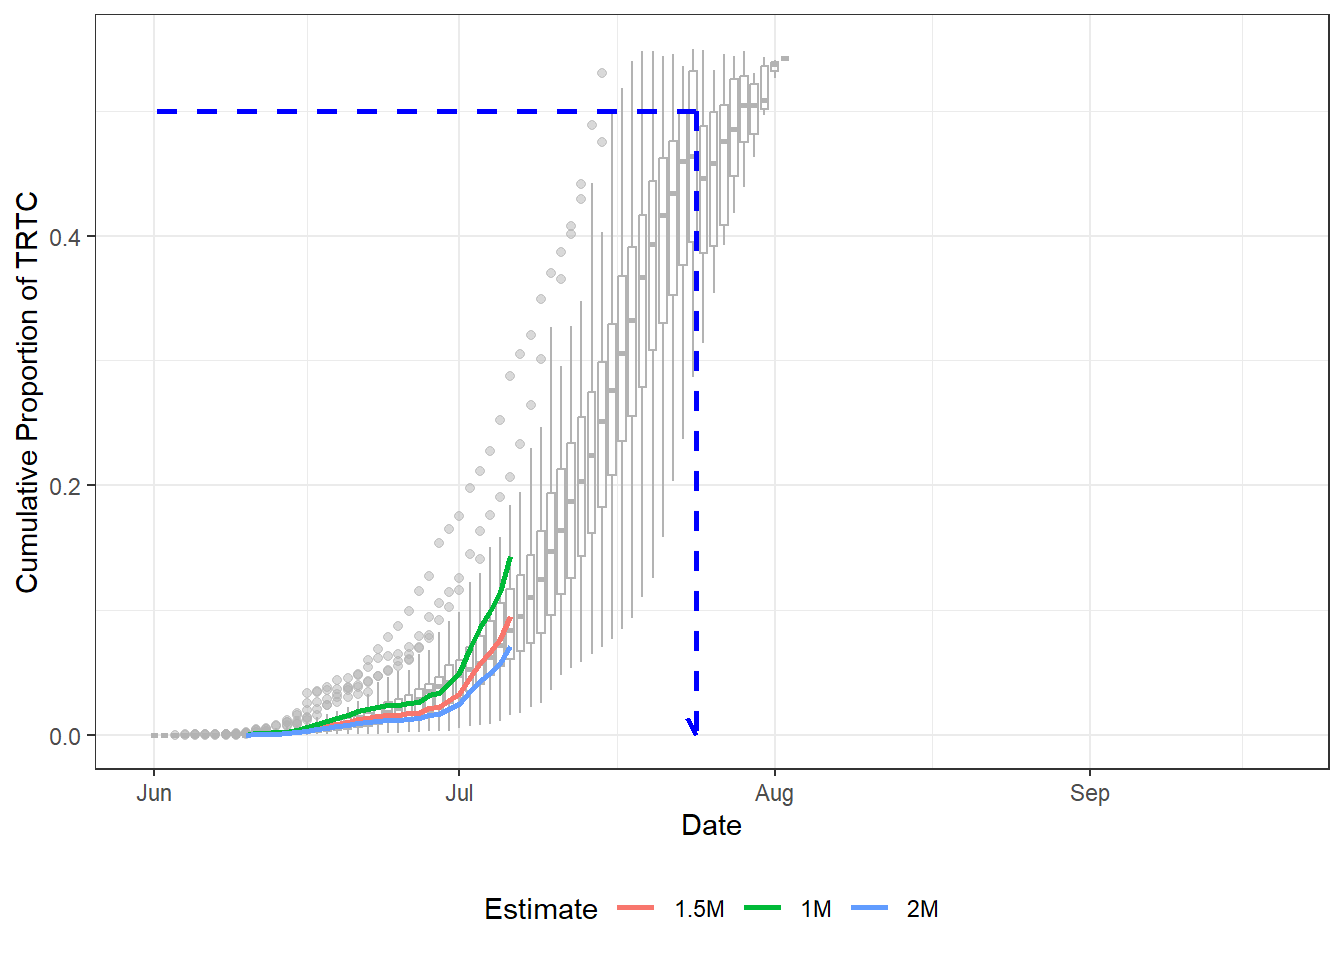 Cumulative Proportion of TRTC
0.4
0.2
0.0
Jun Jul Aug Sep
Date
Estimate 1.5M 1M 2M